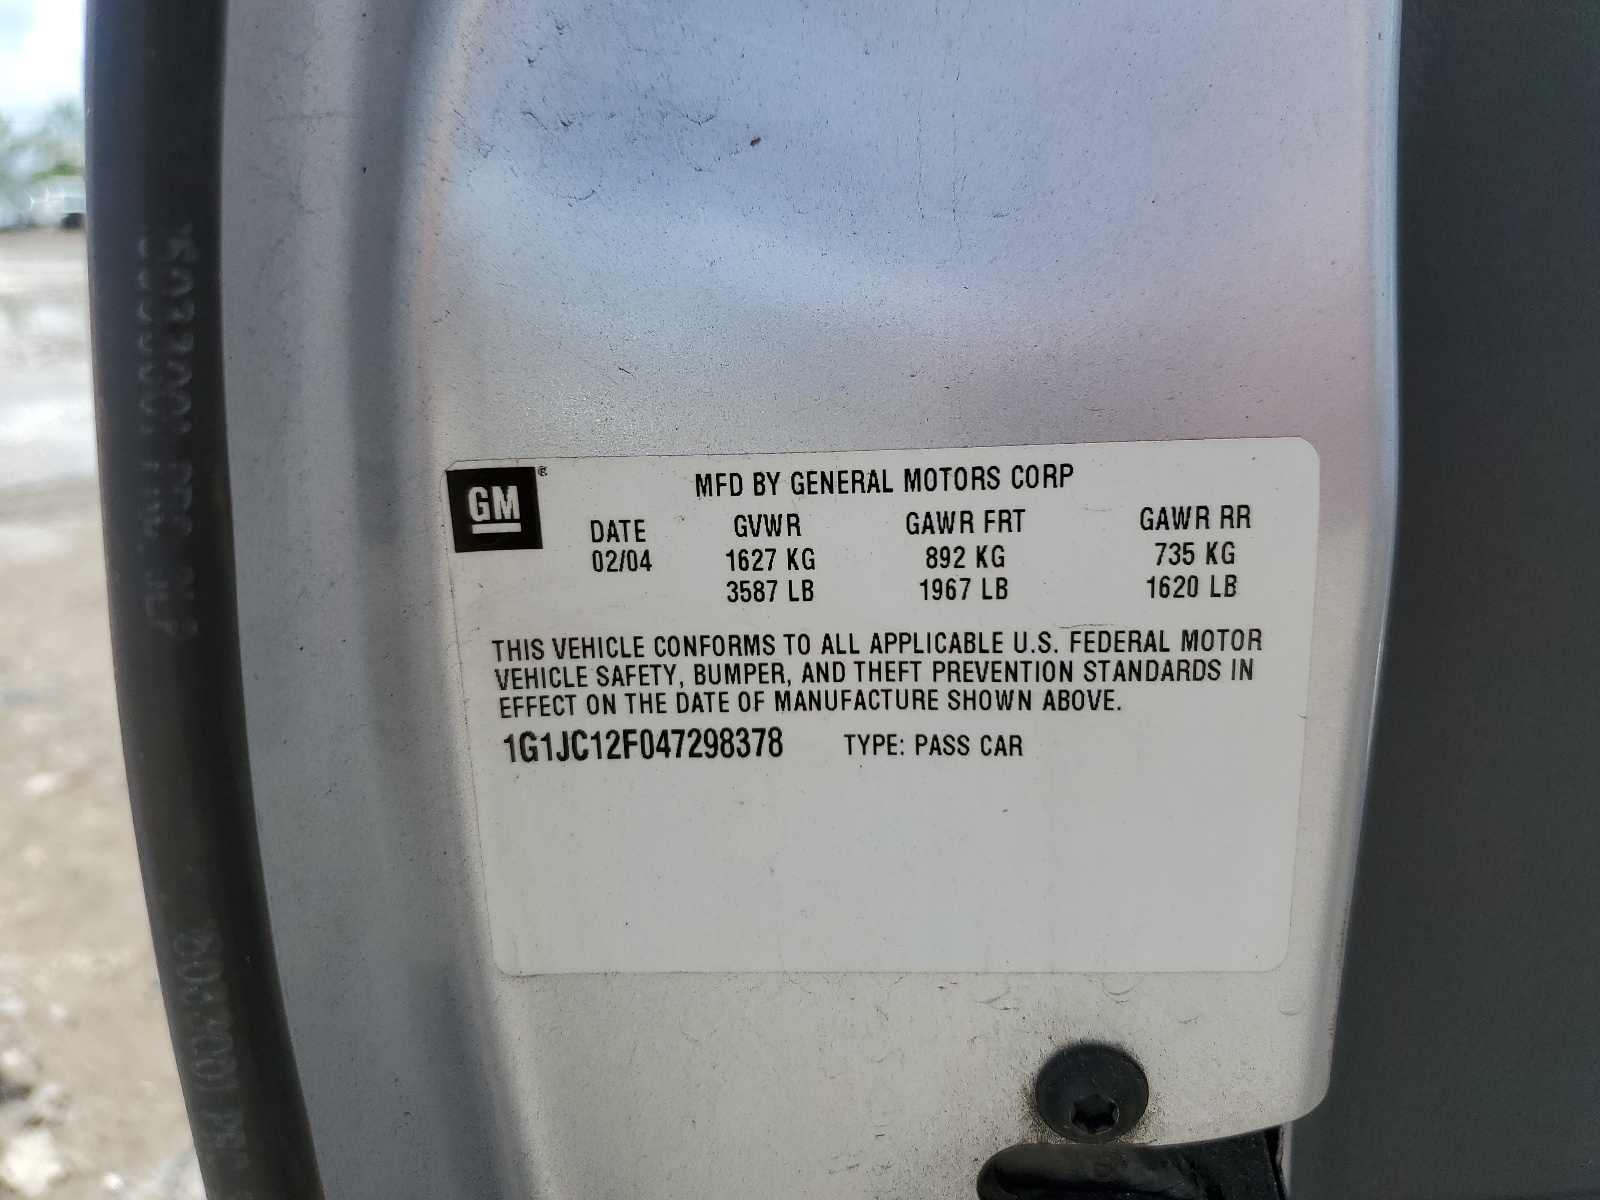 GM ®
MFD BY GENERAL MOTORS CORP
DATE GVWR GAWR FRT GAWR RR
02/04 1627 KG 892 KG 735 KG
3587 LB 1967 LB 1620 LB
THIS VEHICLE CONFORMS TO ALL APPLICABLE U.S. FEDERAL MOTOR
VEHICLE SAFETY, BUMPER, AND THEFT PREVENTION STANDARDS IN
EFFECT ON THE DATE OF MANUFACTURE SHOWN ABOVE.
1G1JC12F047298378 TYPE: PASS CAR